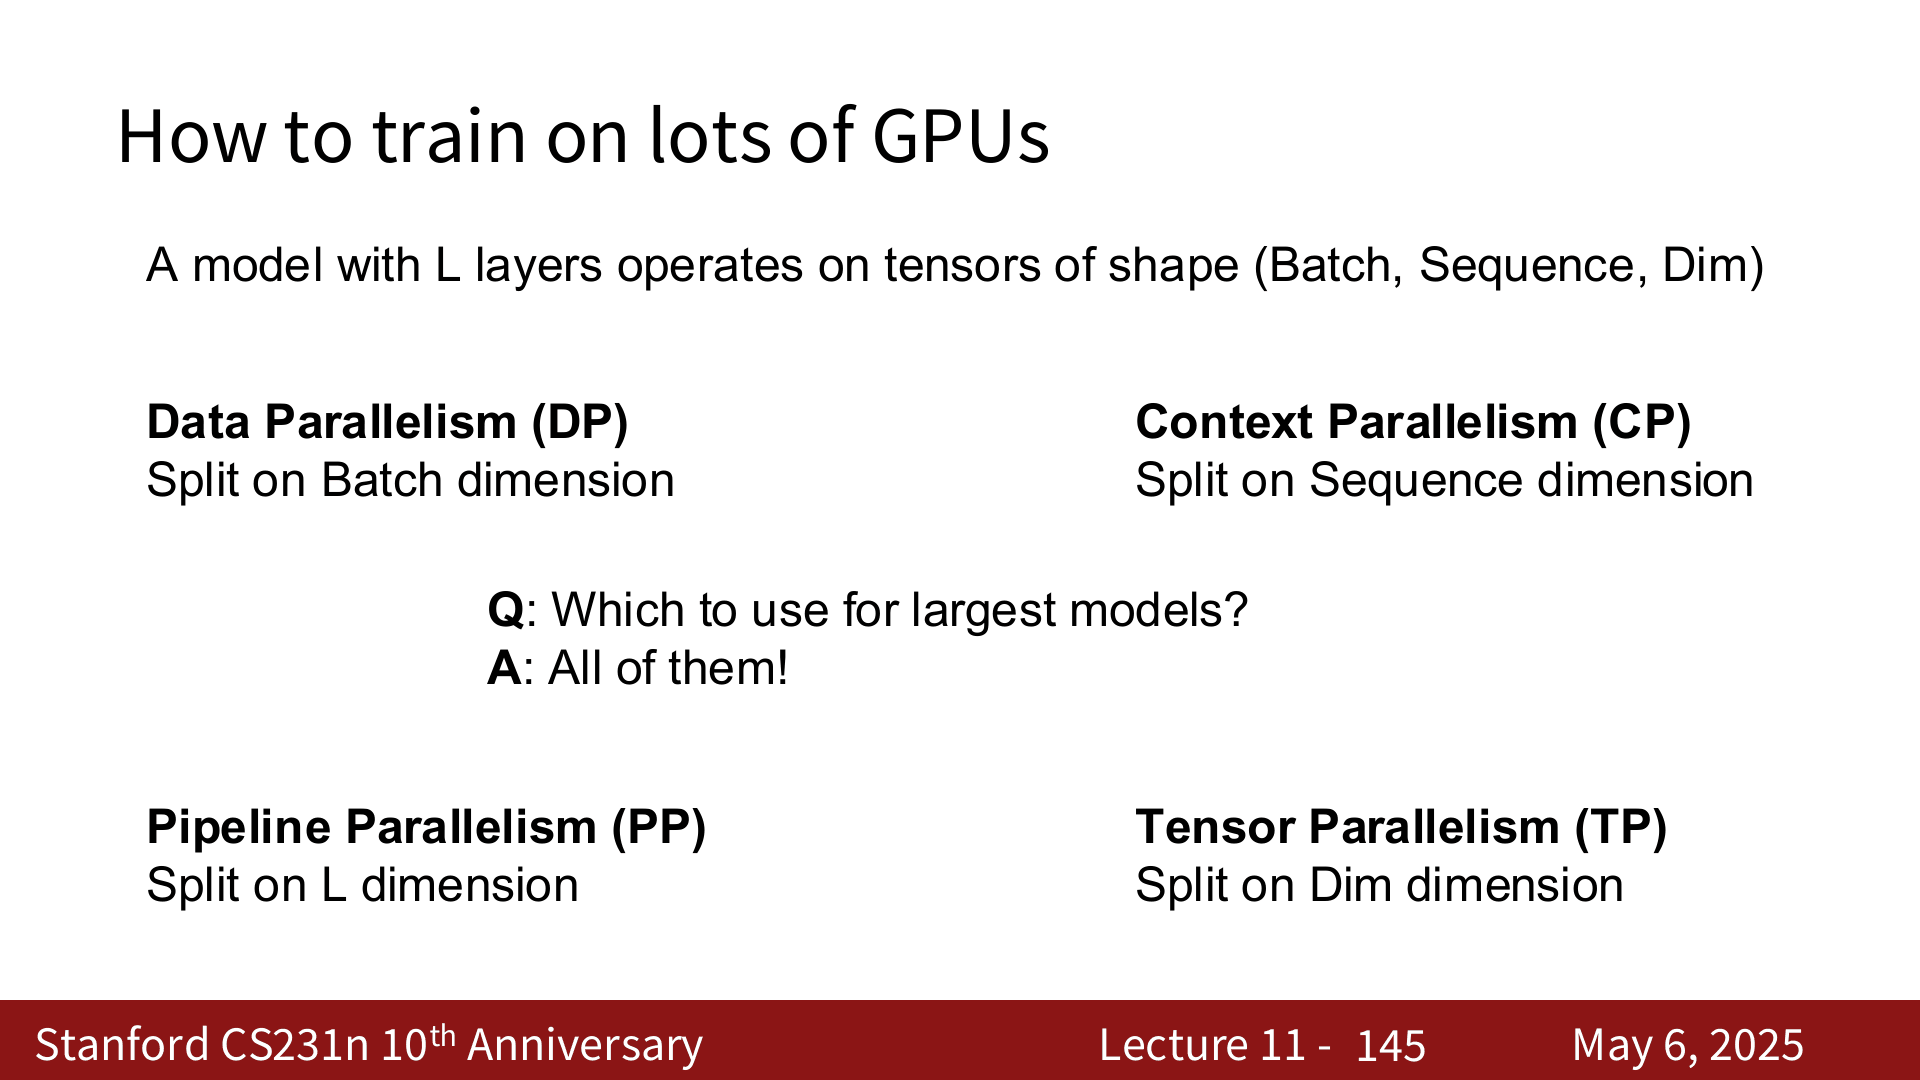 How to train on lots of GPUs
A model with L layers operates on tensors of shape (Batch, Sequence, Dim)
Data Parallelism (DP)
Split on Batch dimension
Context Parallelism (CP)
Split on Sequence dimension
Q: Which to use for largest models?
A: All of them!
Pipeline Parallelism (PP)
Split on L dimension
Tensor Parallelism (TP)
Split on Dim dimension
Stanford CS231n 10th Anniversary
Lecture 11 - 145
May 6, 2025